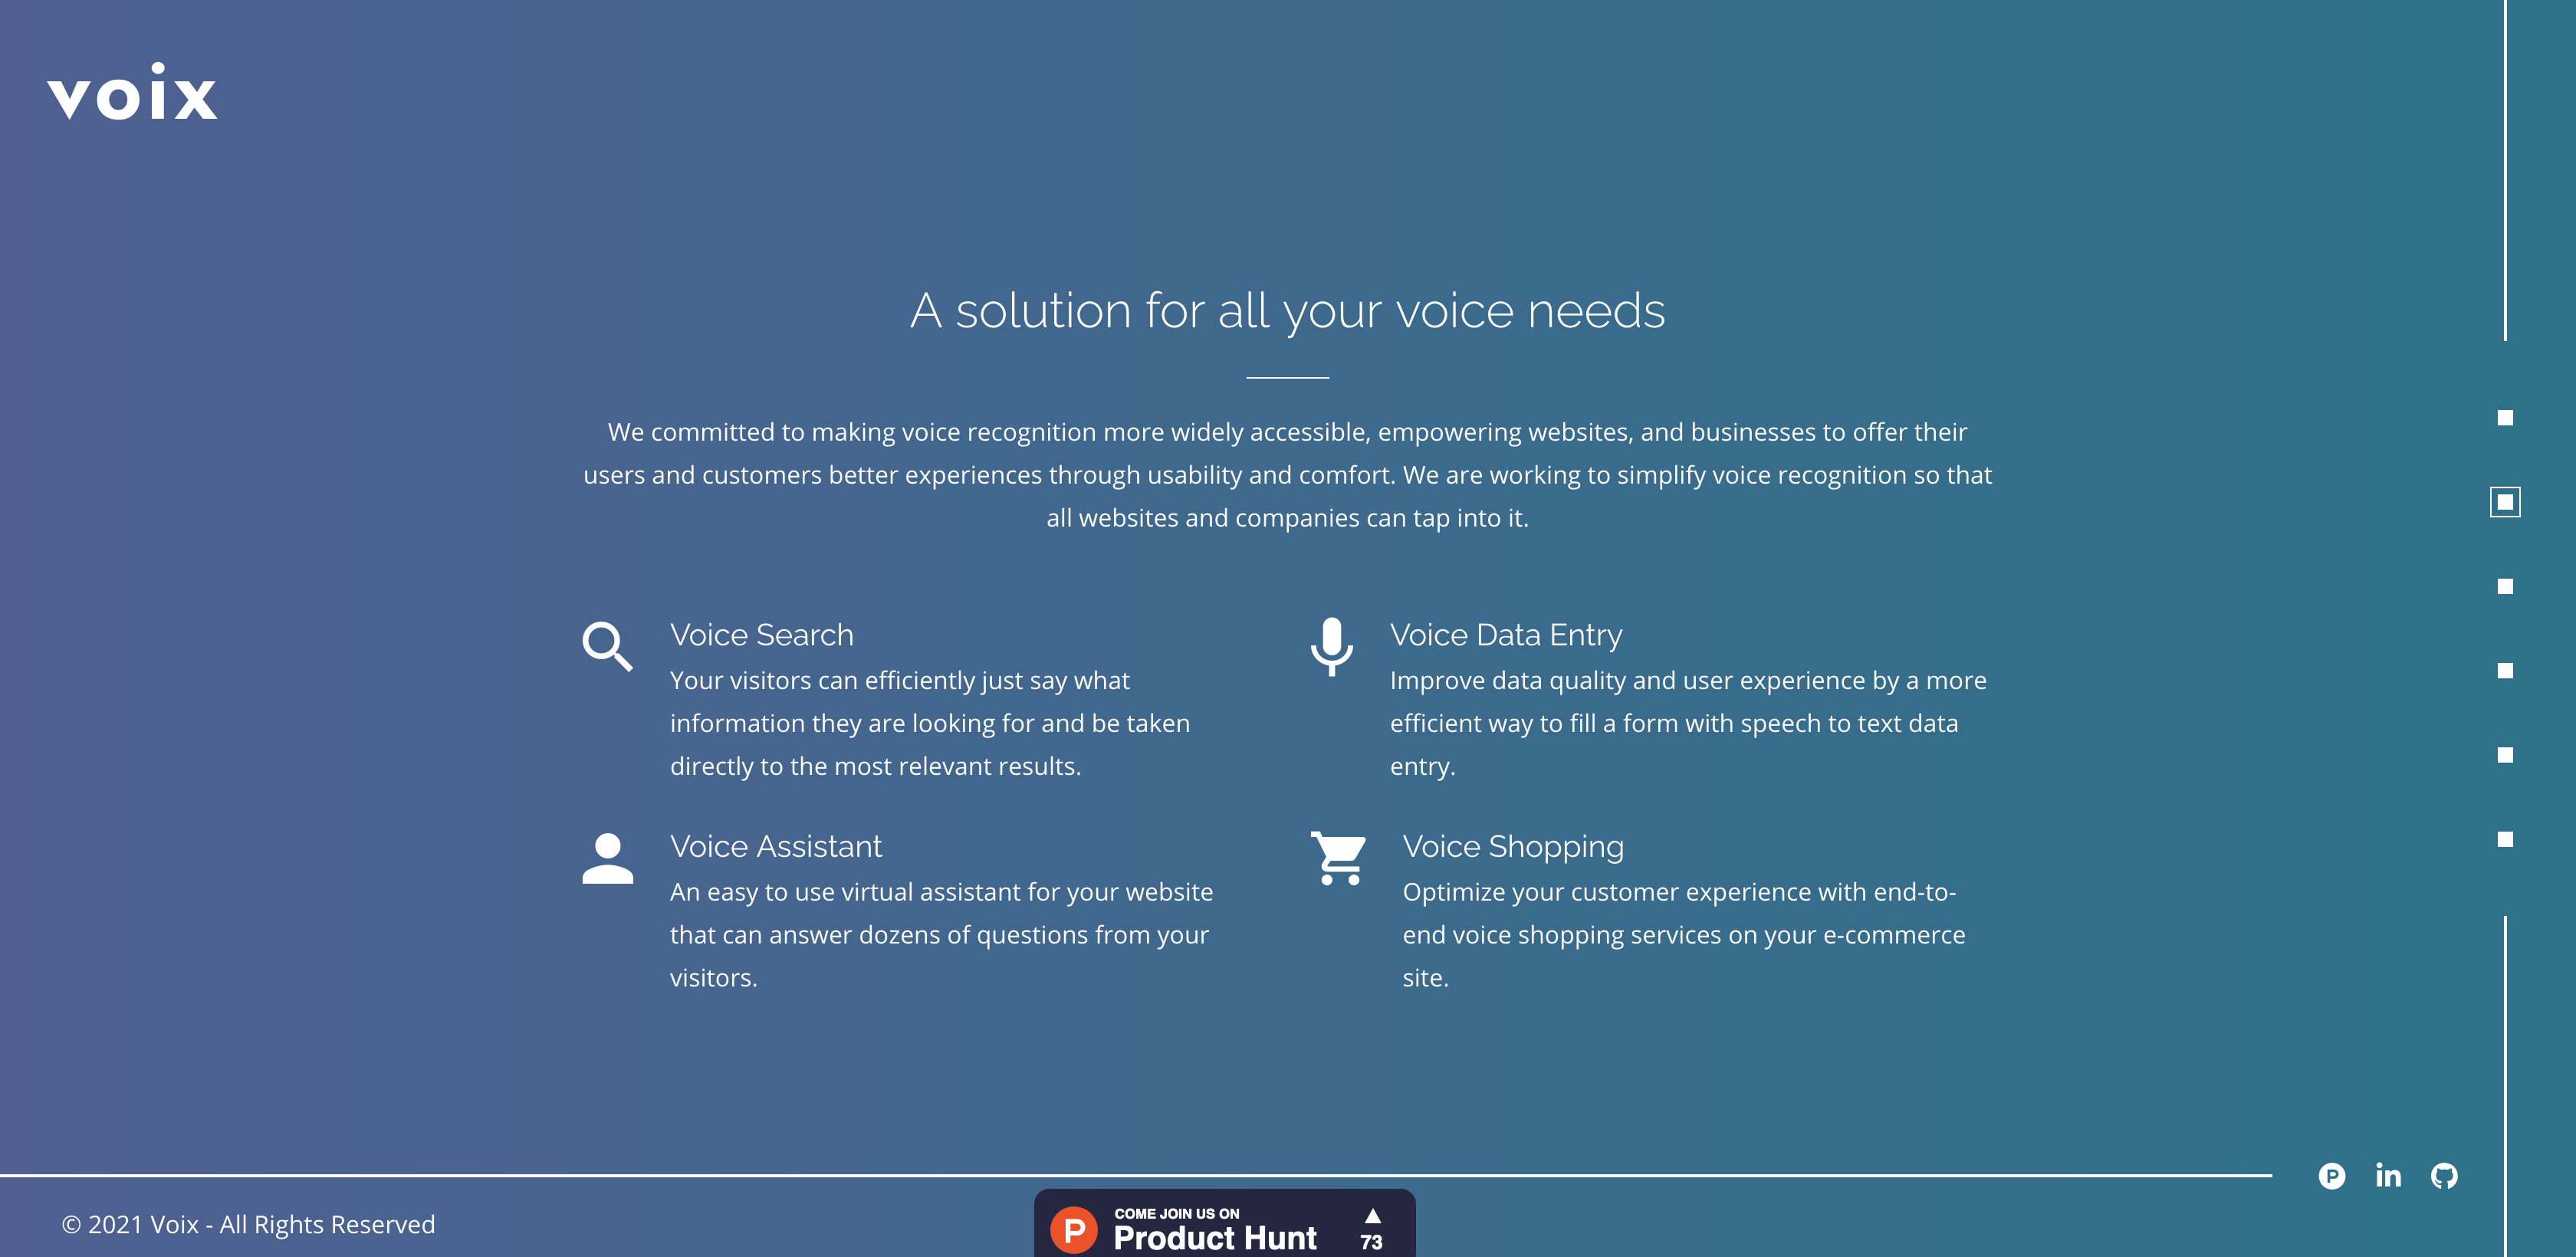 voix
A solution for all your voice needs
We committed to making voice recognition more widely accessible, empowering websites, and businesses to offer their
users and customers better experiences through usability and comfort. We are working to simplify voice recognition so that
all websites and companies can tap into it.
Voice Search
Your visitors can efficiently just say what
information they are looking for and be taken
directly to the most relevant results.
Voice Data Entry
Improve data quality and user experience by a more
efficient way to fill a form with speech to text data
entry.
Voice Assistant
An easy to use virtual assistant for your website
that can answer dozens of questions from your
visitors.
Voice Shopping
Optimize your customer experience with end-to-
end voice shopping services on your e-commerce
site.
P in
© 2021 Voix - All Rights Reserved
P
COME JOIN US ON
Product Hunt
▲
73